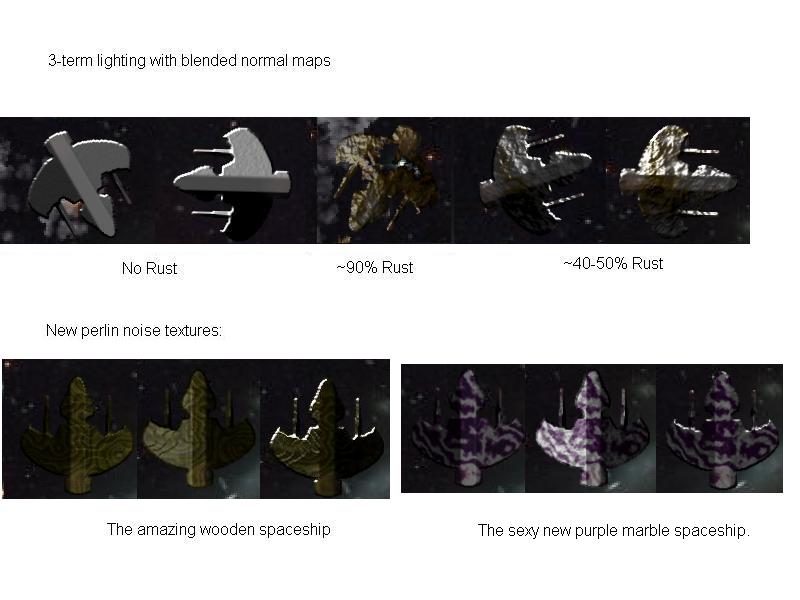 3-term lighting with blended normal maps
No Rust
~90% Rust
~40-50% Rust
New perlin noise textures:
The amazing wooden spaceship
The sexy new purple marble spaceship.